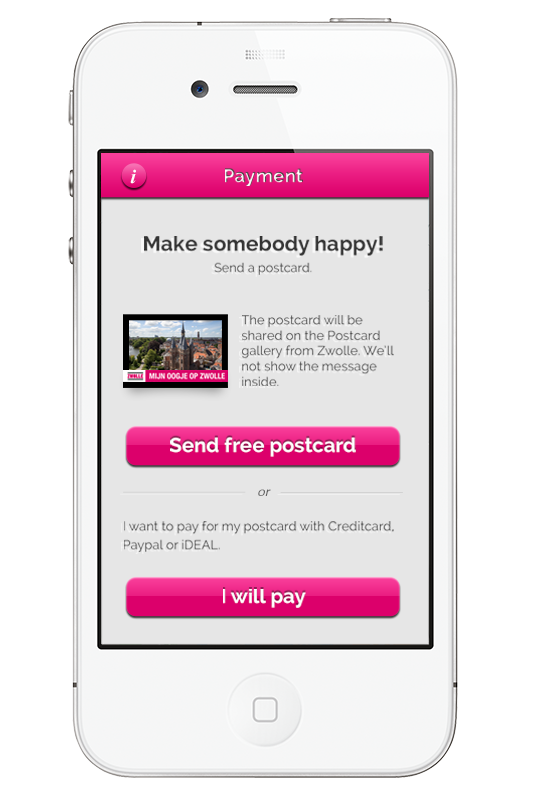 i
Payment
Make somebody happy!
Send a postcard.
The postcard will be
shared on the Postcard
gallery from Zwolle. We'll
not show the message
inside.
MIJN OOGJE OP ZWOLLE
Send free postcard
or
I want to pay for my postcard with Creditcard,
Paypal or iDEAL.
I will pay